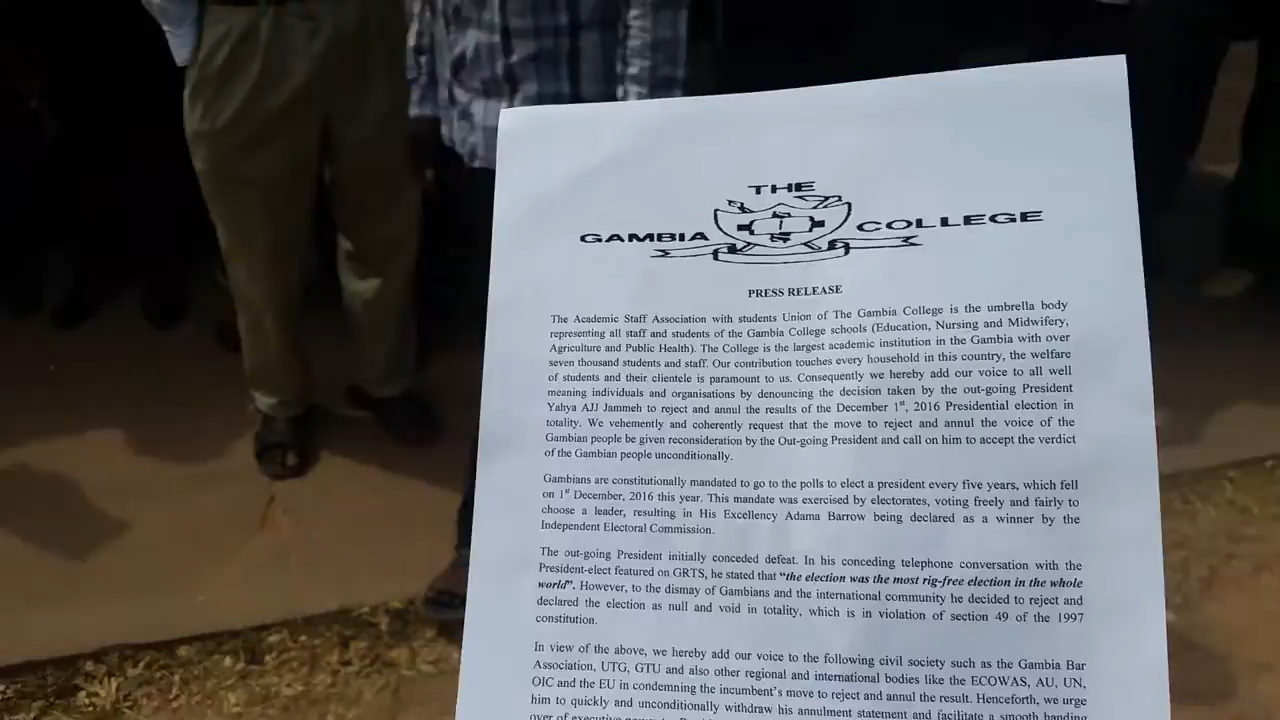 THE
GAMBIA COLLEGE
PRESS RELEASE
The Academic Staff Association with students Union of The Gambia College is the umbrella body
representing all staff and students of the Gambia College schools (Education, Nursing and Midwifery,
Agriculture and Public Health). The College is the largest academic institution in the Gambia with over
seven thousand students and staff. Our contribution touches every household in this country, the welfare
of students and their clientele is paramount to us. Consequently we hereby add our voice to all well
meaning individuals and organisations by denouncing the decision taken by the out-going President
Yahya AJJ Jammeh to reject and annul the results of the December 1st, 2016 Presidential election in
totality. We vehemently and coherently request that the move to reject and annul the voice of the
Gambian people be given reconsideration by the Out-going President and call on him to accept the verdict
of the Gambian people unconditionally.
Gambians are constitutionally mandated to go to the polls to elect a president every five years, which fell
on 1st December, 2016 this year. This mandate was exercised by electorates, voting freely and fairly to
choose a leader, resulting in His Excellency Adama Barrow being declared as a winner by the
Independent Electoral Commission.
The out-going President initially conceded defeat. In his conceding telephone conversation with the
President-elect featured on GRTS, he stated that “the election was the most rig-free election in the whole
world”. However, to the dismay of Gambians and the international community he decided to reject and
declared the election as null and void in totality, which is in violation of section 49 of the 1997
constitution.
In view of the above, we hereby add our voice to the following civil society such as the Gambia Bar
Association, UTG, GTU and also other regional and international bodies like the ECOWAS, AU, UN,
OIC and the EU in condemning the incumbent's move to reject and annul the result. Henceforth, we urge
him to quickly and unconditionally withdraw his annulment statement and facilitate a smooth handing
over of executive